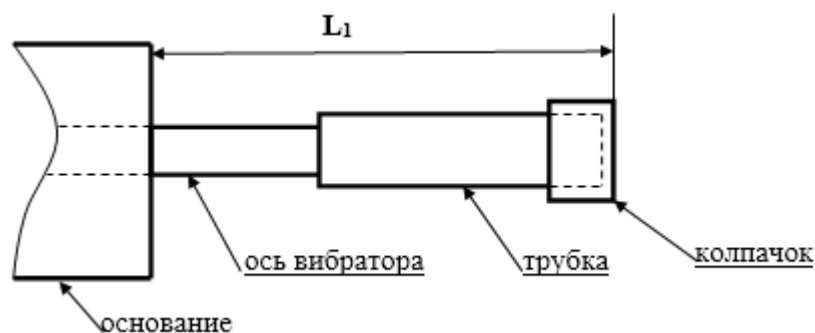 L1
ось вибратора
трубка
колпачок
основание